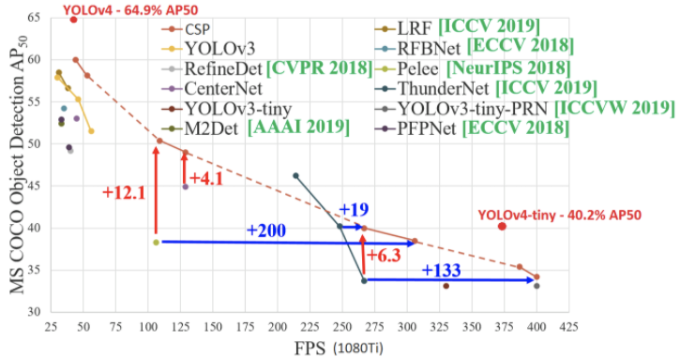 YOLOv4 - 64.9% AP50
CSP
LRF [ICCV 2019]
YOLOv3
RFBNet [ECCV 2018]
RefineDet [CVPR 2018]
Pelee [NeurIPS 2018]
CenterNet
ThunderNet [ICCV 2019]
YOLOv3-tiny
YOLOv3-tiny-PRN [ICCVW 2019]
M2Det [AAAI 2019]
PFPNet [ECCV 2018]
MS COCO Object Detection AP50
65
60
55
50
45
40
35
30
+12.1
+4.1
+19
+200
+6.3
+133
YOLOv4-tiny - 40.2% AP50
25 50 75 100 125 150 175 200 225 250 275 300 325 350 375 400 425
FPS (1080Ti)